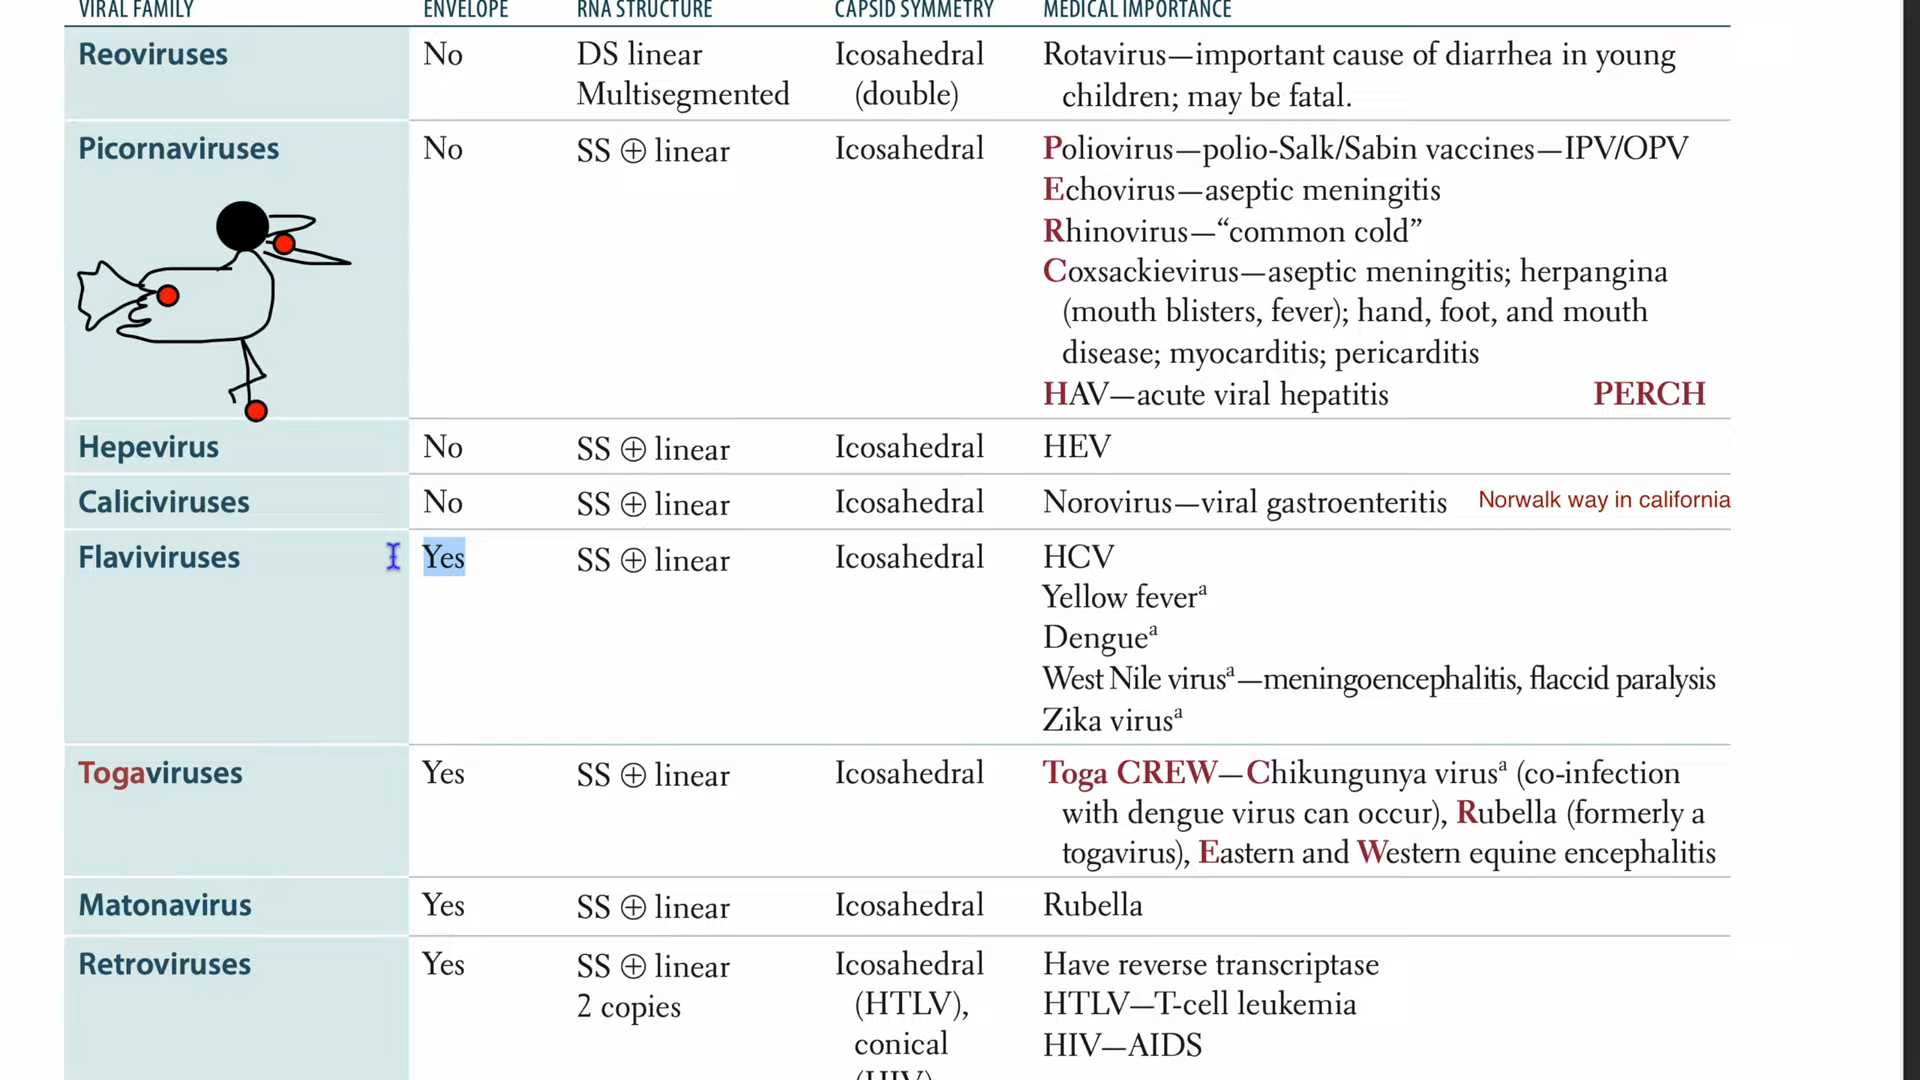 VIRAL FAMILY ENVELOPE RNA STRUCTURE CAPSID SYMMETRY MEDICAL IMPORTANCE
Reoviruses No DS linear Icosahedral Rotavirus—important cause of diarrhea in young
Multisegmented (double) children; may be fatal.
Picornaviruses No SS ⊕ linear Icosahedral Poliovirus—polio-Salk/Sabin vaccines—IPV/OPV
Echovirus—aseptic meningitis
Rhinovirus—“common cold”
Coxsackievirus—aseptic meningitis; herpangina
(mouth blisters, fever); hand, foot, and mouth
disease; myocarditis; pericarditis
HAV—acute viral hepatitis PERCH
Hepevirus No SS ⊕ linear Icosahedral HEV
Caliciviruses No SS ⊕ linear Icosahedral Norovirus—viral gastroenteritis Norwalk way in california
Flaviviruses Yes SS ⊕ linear Icosahedral HCV
Yellow feverᵃ
Dengueᵃ
West Nile virusᵃ—meningoencephalitis, flaccid paralysis
Zika virusᵃ
Togaviruses Yes SS ⊕ linear Icosahedral Toga CREW—Chikungunya virusᵃ (co-infection
with dengue virus can occur), Rubella (formerly a
togavirus), Eastern and Western equine encephalitis
Matonavirus Yes SS ⊕ linear Icosahedral Rubella
Retroviruses Yes SS ⊕ linear Icosahedral Have reverse transcriptase
2 copies (HTLV), HTLV—T-cell leukemia
conical HIV—AIDS
(HIV)